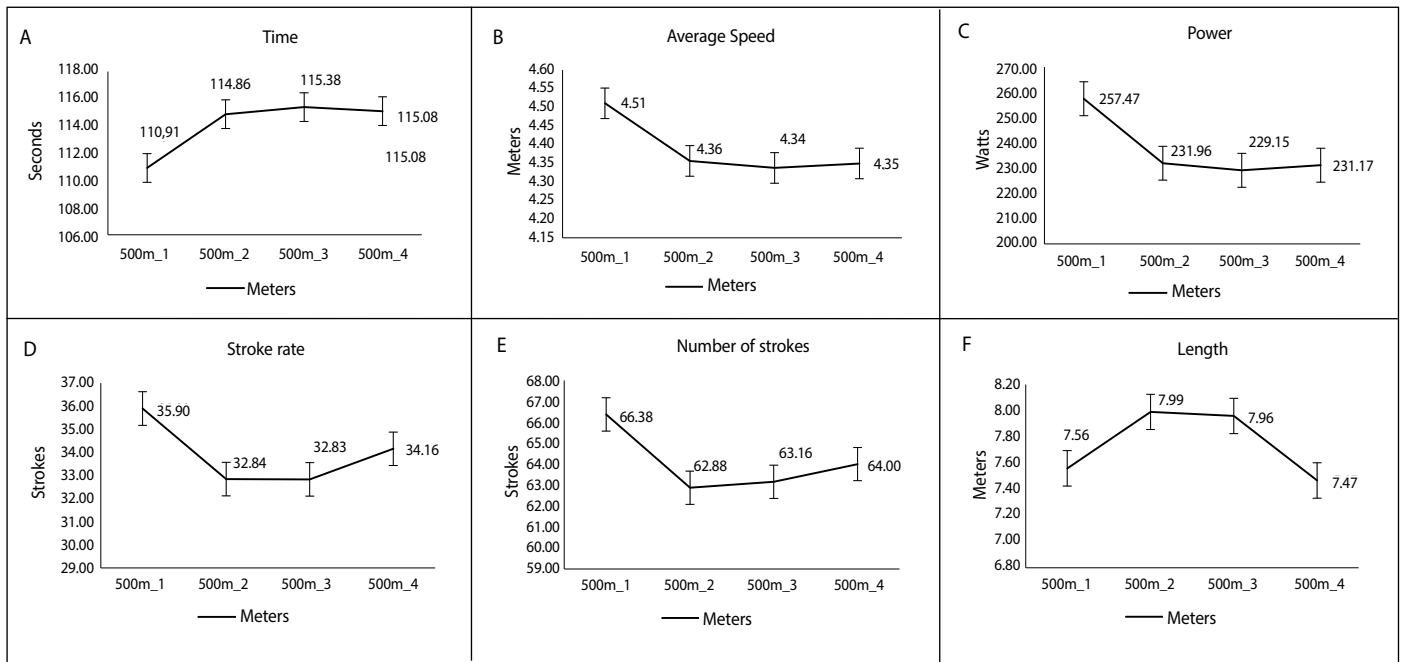 A
Time
Seconds
118.00
116.00
114.00
112.00
110.00
108.00
106.00
110,91
114.86
115.38
115.08
115.08
500m_1 500m_2 500m_3 500m_4
Meters
B
Average Speed
Meters
4.60
4.55
4.50
4.45
4.40
4.35
4.30
4.25
4.20
4.15
4.51
4.36
4.34
4.35
500m_1 500m_2 500m_3 500m_4
Meters
C
Power
Watts
270.00
260.00
250.00
240.00
230.00
220.00
210.00
200.00
257.47
231.96
229.15
231.17
500m_1 500m_2 500m_3 500m_4
Meters
D
Stroke rate
Strokes
37.00
36.00
35.00
34.00
33.00
32.00
31.00
30.00
29.00
35.90
32.84
32.83
34.16
500m_1 500m_2 500m_3 500m_4
Meters
E
Number of strokes
Strokes
68.00
67.00
66.00
65.00
64.00
63.00
62.00
61.00
60.00
59.00
66.38
62.88
63.16
64.00
500m_1 500m_2 500m_3 500m_4
Meters
F
Length
Meters
8.20
8.00
7.80
7.60
7.40
7.20
7.00
6.80
7.56
7.99
7.96
7.47
500m_1 500m_2 500m_3 500m_4
Meters